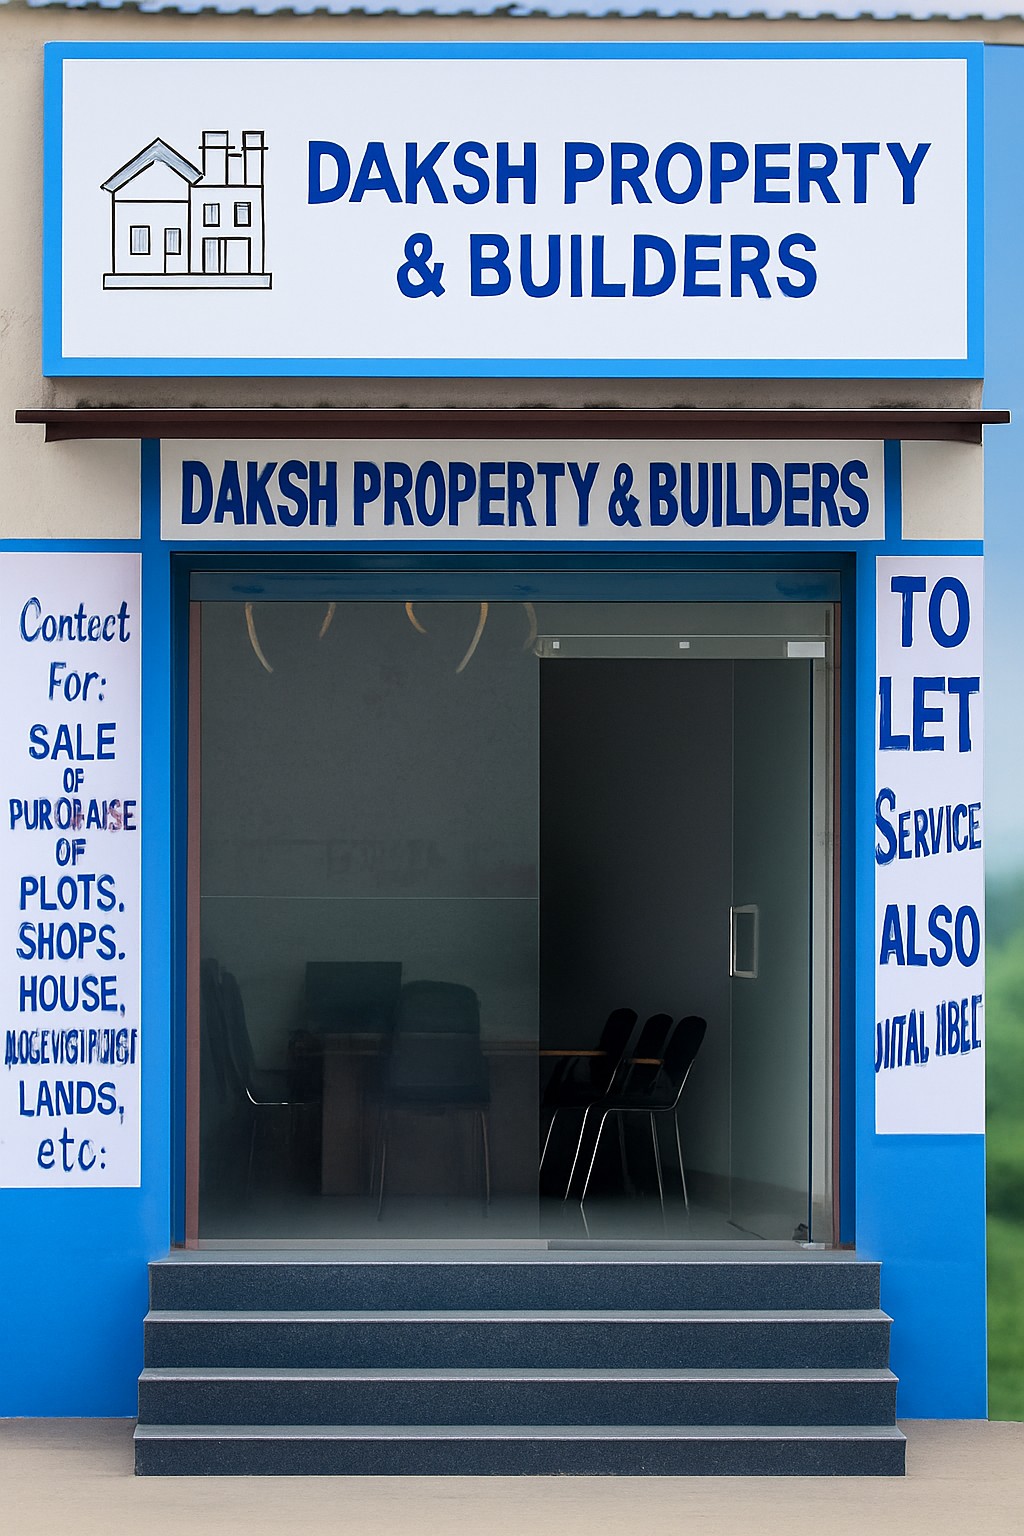 DAKSH PROPERTY
& BUILDERS
DAKSH PROPERTY & BUILDERS
Contect
For:
SALE
OF
OF
PLOTS.
SHOPS.
HOUSE,
LANDS,
etc:
TO
LET
SERVICE
ALSO